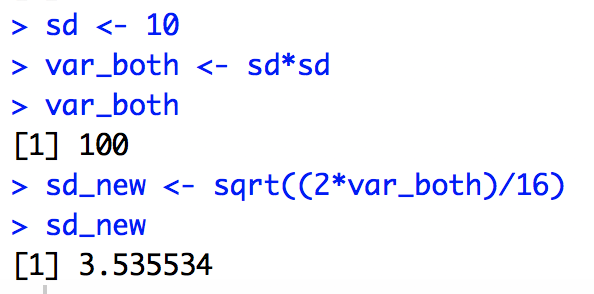 > sd <- 10
> var_both <- sd*sd
> var_both
[1] 100
> sd_new <- sqrt((2*var_both)/16)
> sd_new
[1] 3.535534